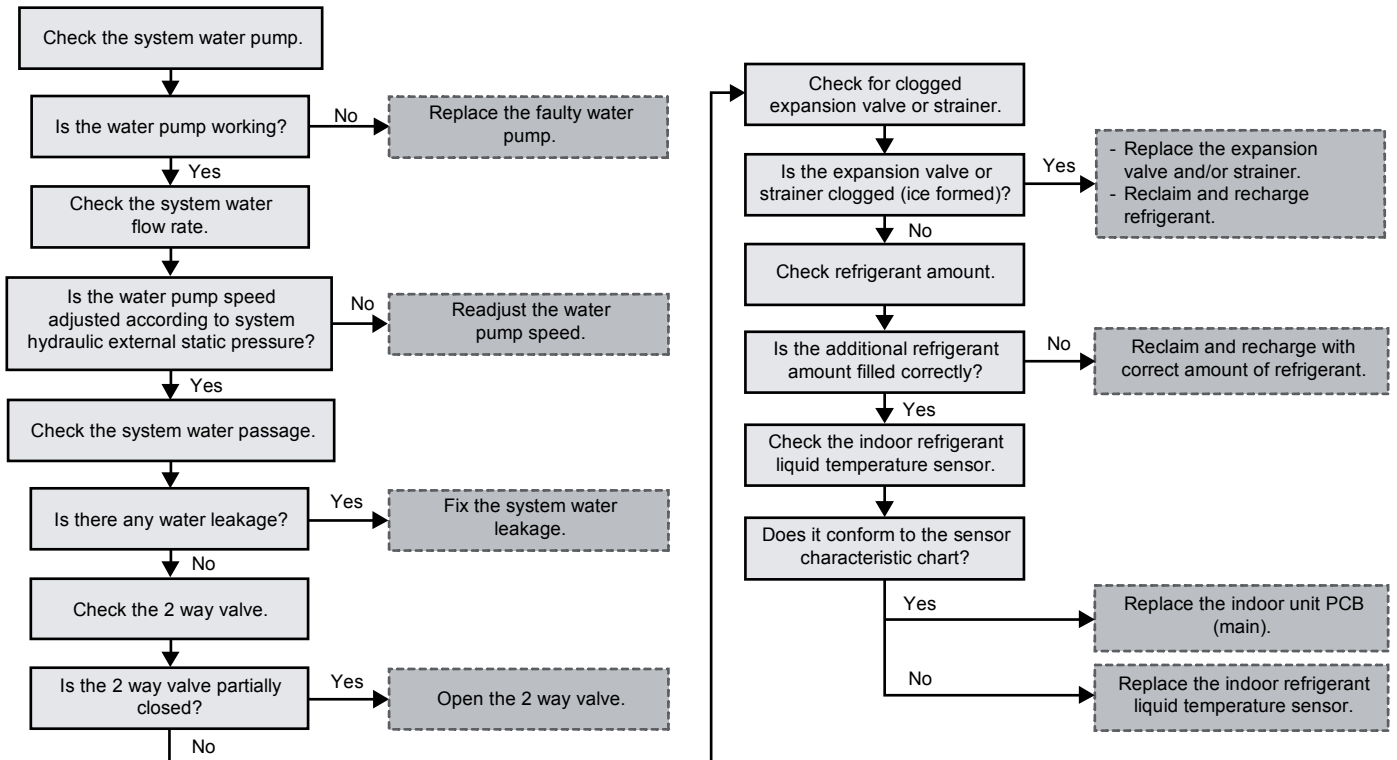 Check the system water pump.
Is the water pump working?
No
Replace the faulty water
pump.
Yes
Check the system water
flow rate.
Is the water pump speed
adjusted according to system
hydraulic external static pressure?
No
Readjust the water
pump speed.
Yes
Check the system water passage.
Is there any water leakage?
Yes
Fix the system water
leakage.
No
Check the 2 way valve.
Is the 2 way valve partially
closed?
Yes
Open the 2 way valve.
No
Check for clogged
expansion valve or strainer.
Is the expansion valve or
strainer clogged (ice formed)?
Yes
- Replace the expansion
valve and/or strainer.
- Reclaim and recharge
refrigerant.
No
Check refrigerant amount.
Is the additional refrigerant
amount filled correctly?
No
Reclaim and recharge with
correct amount of refrigerant.
Yes
Check the indoor refrigerant
liquid temperature sensor.
Does it conform to the sensor
characteristic chart?
Yes
Replace the indoor unit PCB
(main).
No
Replace the indoor refrigerant
liquid temperature sensor.